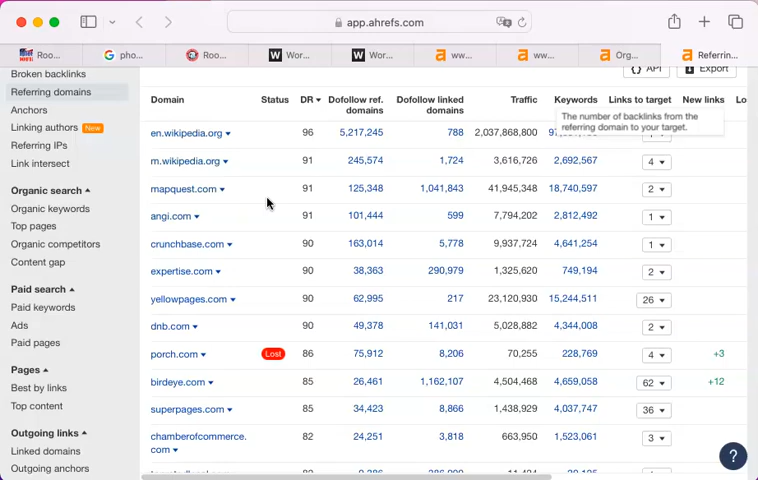 app.ahrefs.com
Roo...
pho...
Roo...
Wor...
Wor...
ww...
ww...
Org...
Referrin...
Broken backlinks
Referring domains
Anchors
Linking authors New
Referring IPs
Link intersect
Organic search
Organic keywords
Top pages
Organic competitors
Content gap
Paid search
Paid keywords
Ads
Paid pages
Pages
Best by links
Top content
Outgoing links
Linked domains
Outgoing anchors
API Export
Domain Status DR Dofollow ref. domains Dofollow linked domains Traffic Keywords Links to target New links Lo
The number of backlinks from the
referring domain to your target.
en.wikipedia.org 96 5,217,245 788 2,037,868,800
m.wikipedia.org 91 245,574 1,724 3,616,726 2,692,567 4
mapquest.com 91 125,348 1,041,843 41,945,348 18,740,597 2
angi.com 91 101,444 599 7,794,202 2,812,492 1
crunchbase.com 90 163,014 5,778 9,937,724 4,641,254 1
expertise.com 90 38,363 290,979 1,325,620 749,194 2
yellowpages.com 90 62,995 217 23,120,930 15,244,511 26
dnb.com 90 49,378 141,031 5,028,882 4,344,008 2
porch.com Lost 86 75,912 8,206 70,255 228,769 4 +3
birdeye.com 85 26,461 1,162,107 4,504,468 4,659,058 62 +12
superpages.com 85 34,423 8,866 1,438,929 4,037,747 36
chamberofcommerce.
com 82 24,251 3,818 663,950 1,523,061 3
?